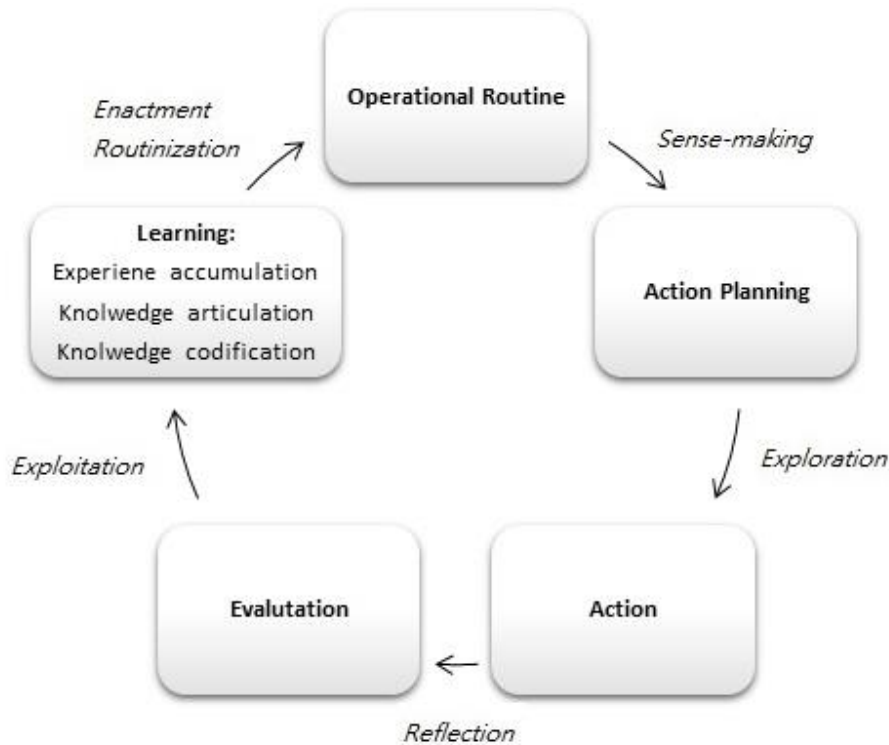 Operational Routine
Enactment
Routinization
Sense-making
Learning:
Experiene accumulation
Knolwedge articulation
Knolwedge codification
Action Planning
Exploitation
Exploration
Evalutation
Action
Reflection